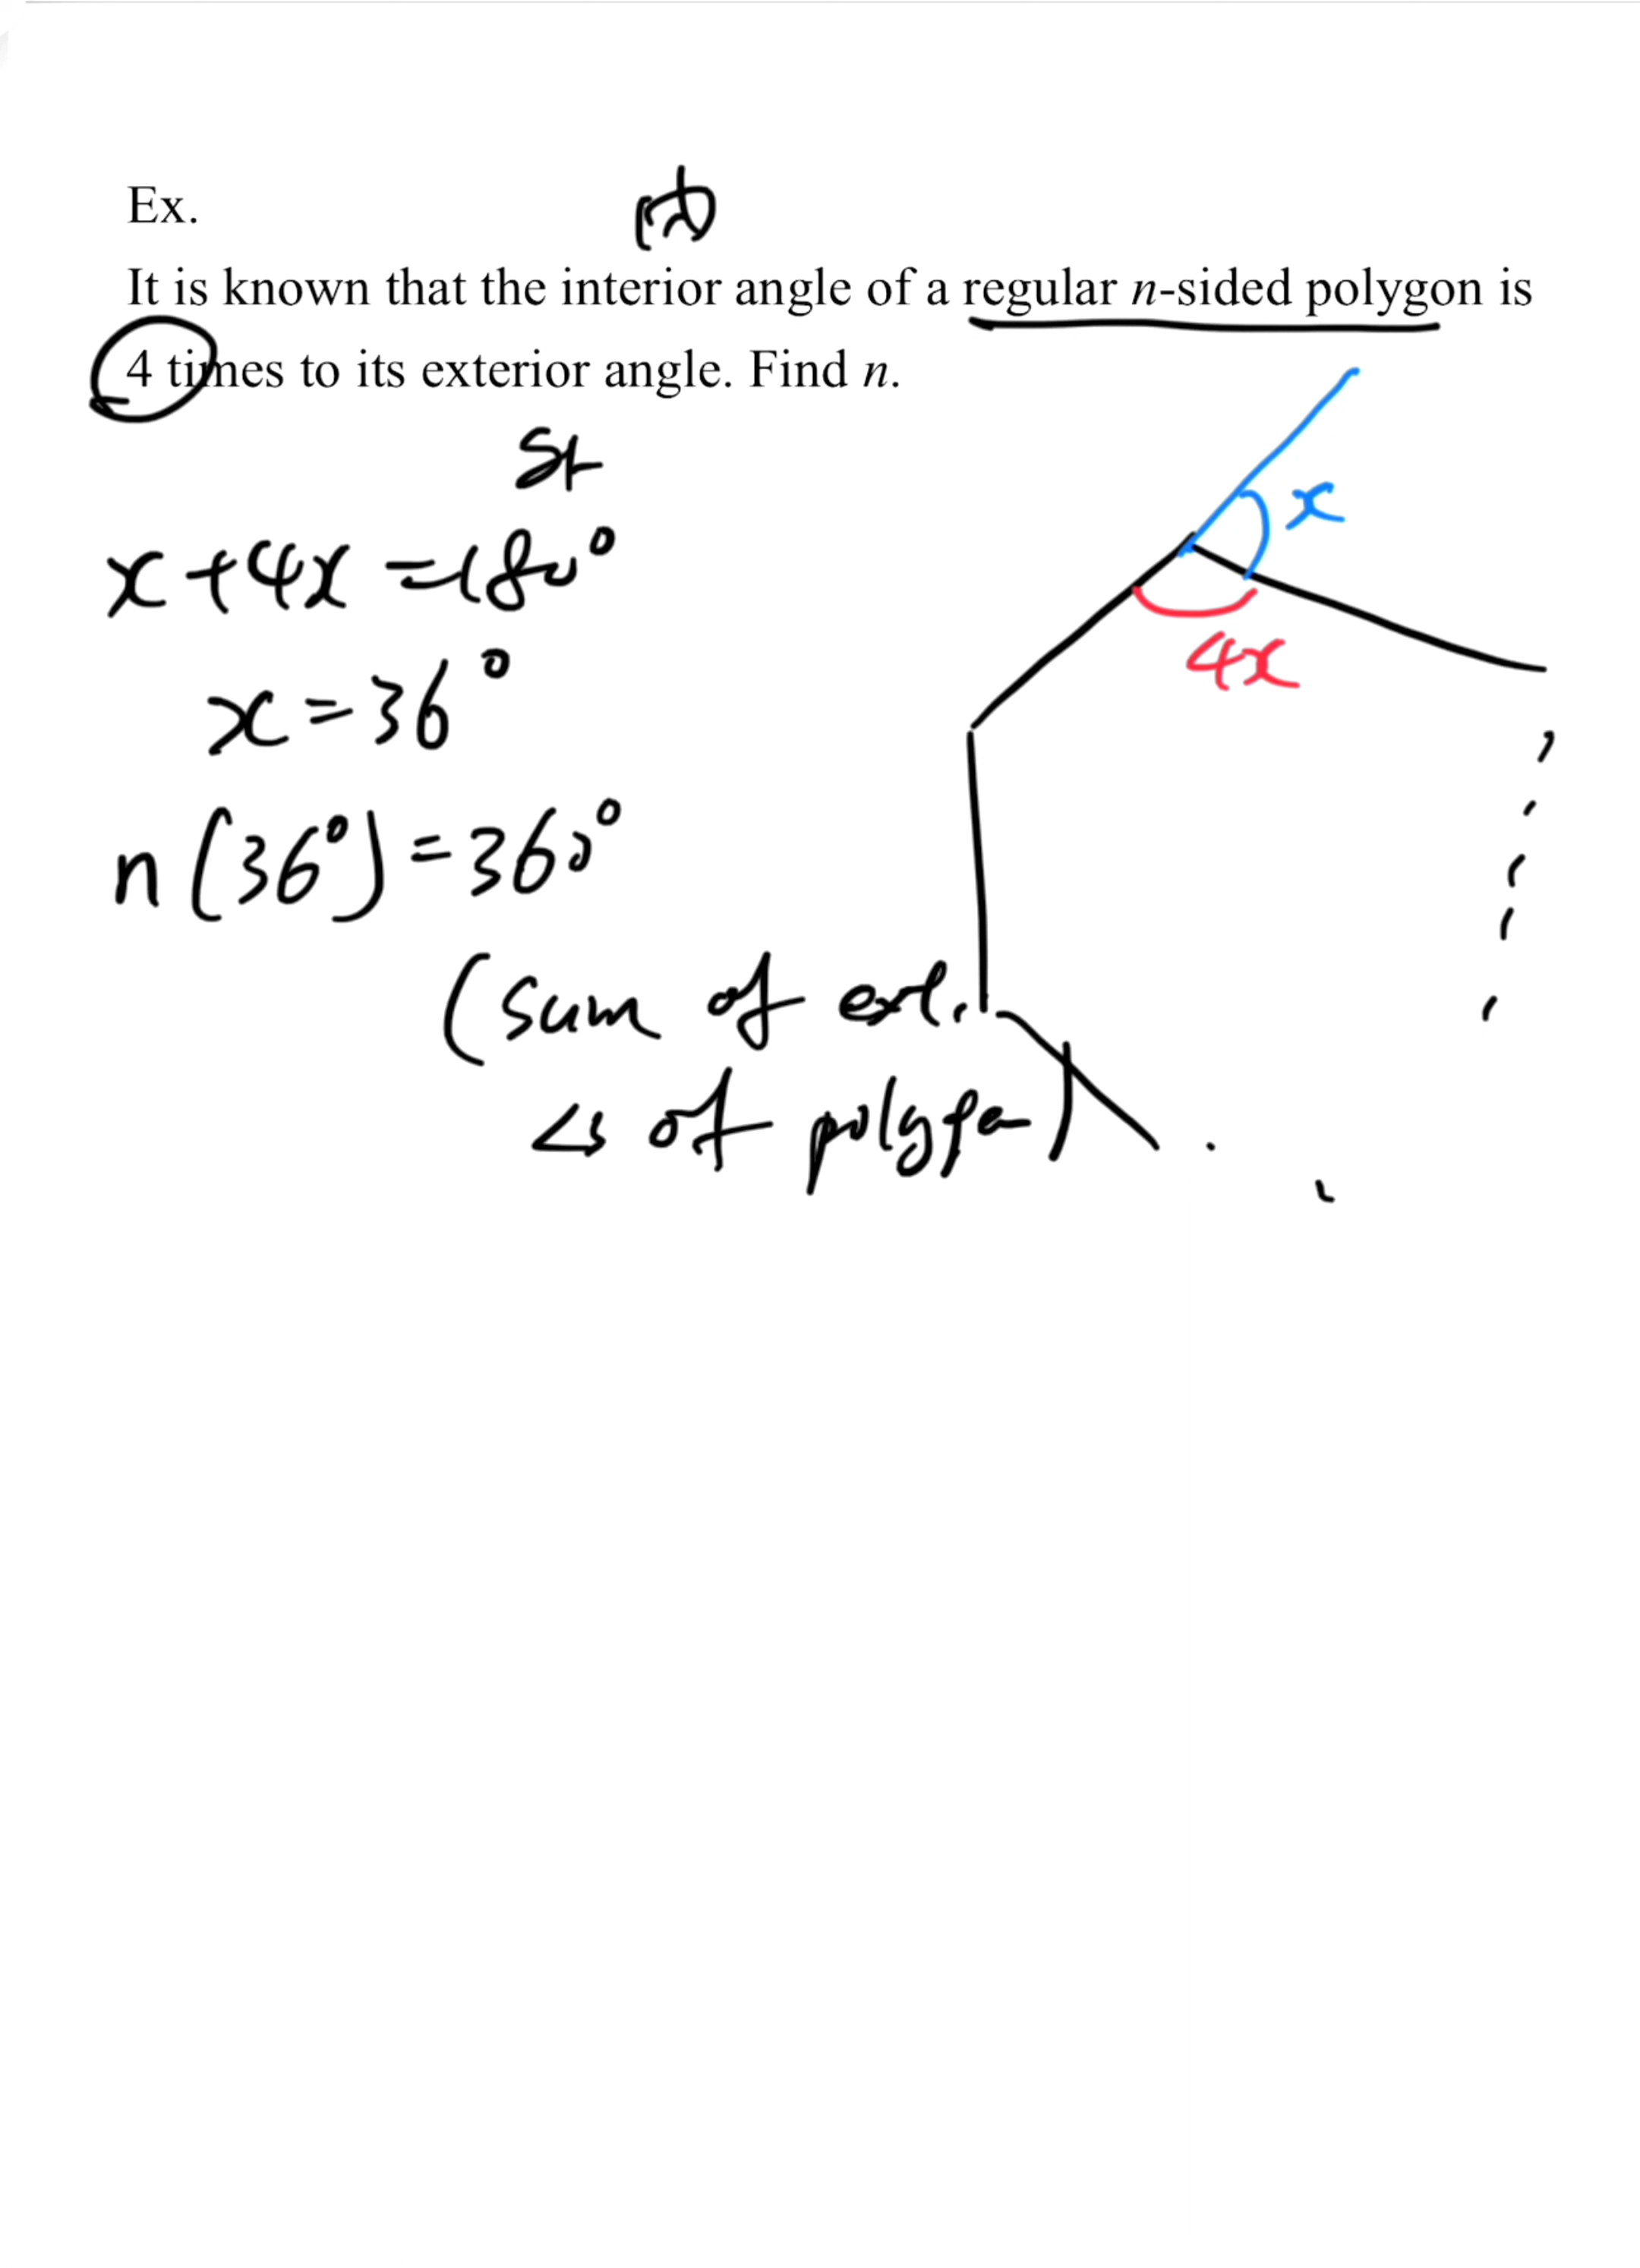 Ex.
内
It is known that the interior angle of a regular n-sided polygon is
4 times to its exterior angle. Find n.
外
x + 4x = 180°
x = 36°
n(36°) = 360°
(sum of ext.
∠s of polygon)
x
4x